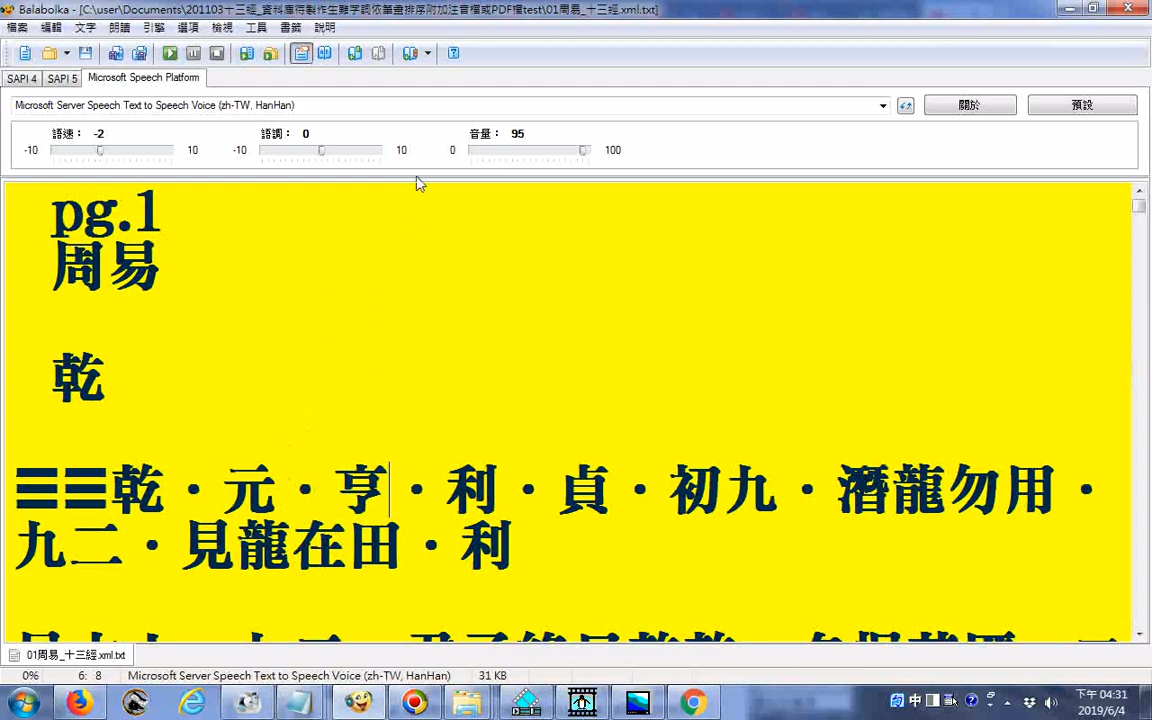 Balabolka - [C:\user\Documents\201103十三經_資料庫待製作生難字詞依筆畫排序附加注音檔或PDF檔test\01周易_十三經.xml.txt]
檔案 編輯 文字 朗讀 引擎 選項 檢視 工具 書籤 說明
SAPI 4 SAPI 5 Microsoft Speech Platform
Microsoft Server Speech Text to Speech Voice (zh-TW, HanHan) 關於 預設
語速： -2 語調： 0 音量： 95
-10 10 -10 10 0 100
pg.1
周易
乾
䷀乾・元・亨・利・貞・初九・潛龍勿用・
九二・見龍在田・利
01周易_十三經.xml.txt
0% 6: 8 Microsoft Server Speech Text to Speech Voice (zh-TW, HanHan) 31 KB
中 下午 04:31
2019/6/4